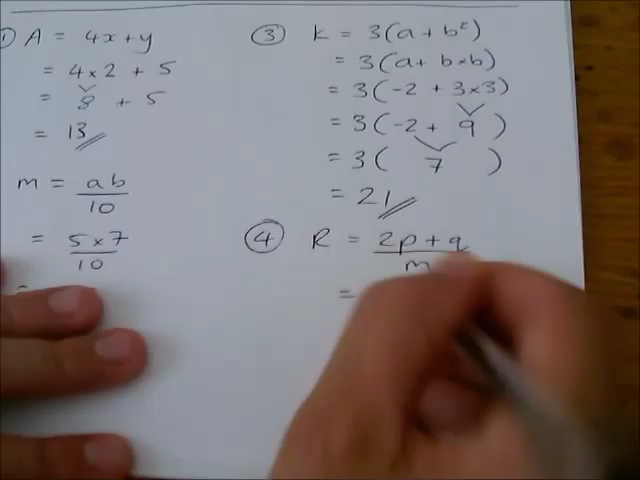 ① A = 4x + y
= 4 × 2 + 5
= 8 + 5
= 13
m = ab/10
= 5 × 7/10
=
③ K = 3(a + b²)
= 3(a + b×b)
= 3(-2 + 3×3)
= 3(-2 + 9)
= 3( 7 )
= 21
④ R = 2p + q/m
=